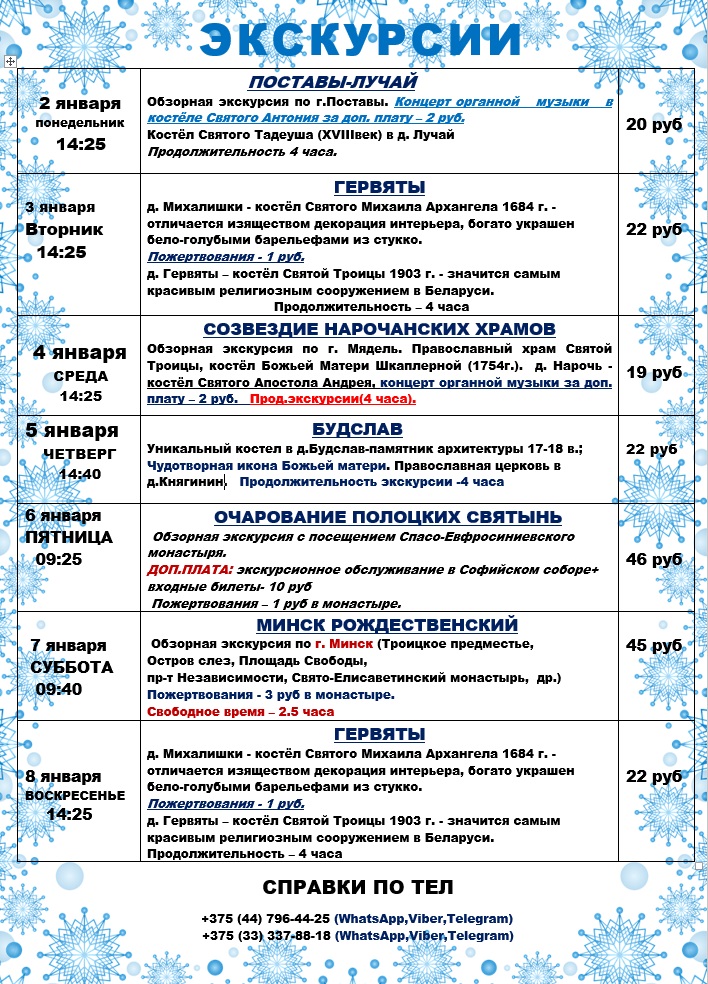 ЭКСКУРСИИ
2 января
понедельник
14:25
ПОСТАВЫ-ЛУЧАЙ
Обзорная экскурсия по г.Поставы. Концерт органной музыки в
костёле Святого Антония за доп. плату – 2 руб.
Костёл Святого Тадеуша (XVIIIвек) в д. Лучай
Продолжительность 4 часа.
20 руб
3 января
Вторник
14:25
ГЕРВЯТЫ
д. Михалишки - костёл Святого Михаила Архангела 1684 г. -
отличается изяществом декорация интерьера, богато украшен
бело-голубыми барельефами из стукко.
Пожертвования - 1 руб.
д. Гервяты – костёл Святой Троицы 1903 г. - значится самым
красивым религиозным сооружением в Беларуси.
Продолжительность – 4 часа
22 руб
4 января
СРЕДА
14:25
СОЗВЕЗДИЕ НАРОЧАНСКИХ ХРАМОВ
Обзорная экскурсия по г. Мядель. Православный храм Святой
Троицы, костёл Божьей Матери Шкаплерной (1754г.). д. Нарочь -
костёл Святого Апостола Андрея, концерт органной музыки за доп.
плату – 2 руб. Прод.экскурсии(4 часа).
19 руб
5 января
ЧЕТВЕРГ
14:40
БУДСЛАВ
Уникальный костел в д.Будслав-памятник архитектуры 17-18 в.;
Чудотворная икона Божьей матери. Православная церковь в
д.Княгинин. Продолжительность экскурсии -4 часа
22 руб
6 января
ПЯТНИЦА
09:25
ОЧАРОВАНИЕ ПОЛОЦКИХ СВЯТЫНЬ
Обзорная экскурсия с посещением Спасо-Евфросиниевского
монастыря.
ДОП.ПЛАТА: экскурсионное обслуживание в Софийском соборе+
входные билеты- 10 руб
Пожертвования – 1 руб в монастыре.
46 руб
7 января
СУББОТА
09:40
МИНСК РОЖДЕСТВЕНСКИЙ
Обзорная экскурсия по г. Минск (Троицкое предместье,
Остров слез, Площадь Свободы,
пр-т Независимости, Свято-Елисаветинский монастырь, др.)
Пожертвования - 3 руб в монастыре.
Свободное время – 2.5 часа
45 руб
8 января
ВОСКРЕСЕНЬЕ
14:25
ГЕРВЯТЫ
д. Михалишки - костёл Святого Михаила Архангела 1684 г. -
отличается изяществом декорация интерьера, богато украшен
бело-голубыми барельефами из стукко.
Пожертвования - 1 руб.
д. Гервяты – костёл Святой Троицы 1903 г. - значится самым
красивым религиозным сооружением в Беларуси.
Продолжительность – 4 часа
22 руб
СПРАВКИ ПО ТЕЛ
+375 (44) 796-44-25 (WhatsApp,Viber,Telegram)
+375 (33) 337-88-18 (WhatsApp,Viber,Telegram)